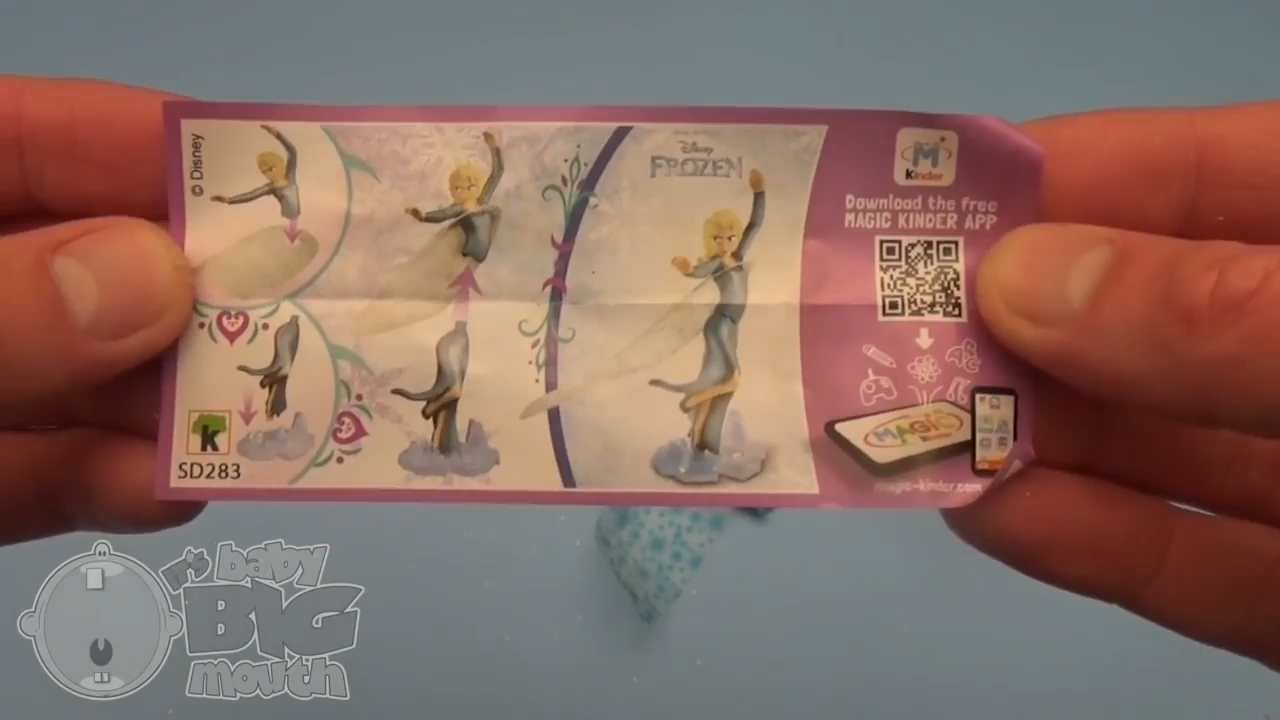 © Disney
K
SD283
Disney
FROZEN
M
Kinder
Download the free
MAGIC KINDER APP
ABC
MAGIC
Kinder
magic-kinder.com
it's baby
BIG
mouth